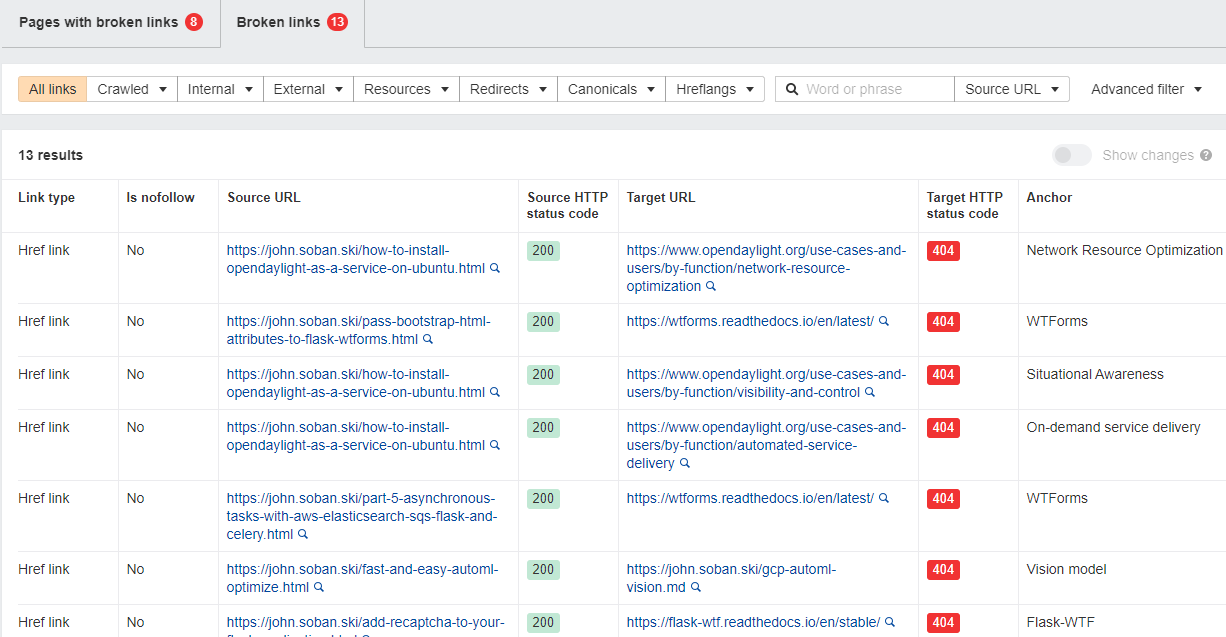 Pages with broken links 8 Broken links 13
All links Crawled Internal External Resources Redirects Canonicals Hreflangs Word or phrase Source URL Advanced filter
13 results Show changes ?
Link type Is nofollow Source URL Source HTTP status code Target URL Target HTTP status code Anchor
Href link No https://john.soban.ski/how-to-install- 200 https://www.opendaylight.org/use-cases-and- 404 Network Resource Optimization
opendaylight-as-a-service-on-ubuntu.html users/by-function/network-resource-
optimization
Href link No https://john.soban.ski/pass-bootstrap-html- 200 https://wtforms.readthedocs.io/en/latest/ 404 WTForms
attributes-to-flask-wtforms.html
Href link No https://john.soban.ski/how-to-install- 200 https://www.opendaylight.org/use-cases-and- 404 Situational Awareness
opendaylight-as-a-service-on-ubuntu.html users/by-function/visibility-and-control
Href link No https://john.soban.ski/how-to-install- 200 https://www.opendaylight.org/use-cases-and- 404 On-demand service delivery
opendaylight-as-a-service-on-ubuntu.html users/by-function/automated-service-
delivery
Href link No https://john.soban.ski/part-5-asynchronous- 200 https://wtforms.readthedocs.io/en/latest/ 404 WTForms
tasks-with-aws-elasticsearch-sqs-flask-and-
celery.html
Href link No https://john.soban.ski/fast-and-easy-automl- 200 https://john.soban.ski/gcp-automl- 404 Vision model
optimize.html vision.md
Href link No https://john.soban.ski/add-recaptcha-to-your- 200 https://flask-wtf.readthedocs.io/en/stable/ 404 Flask-WTF